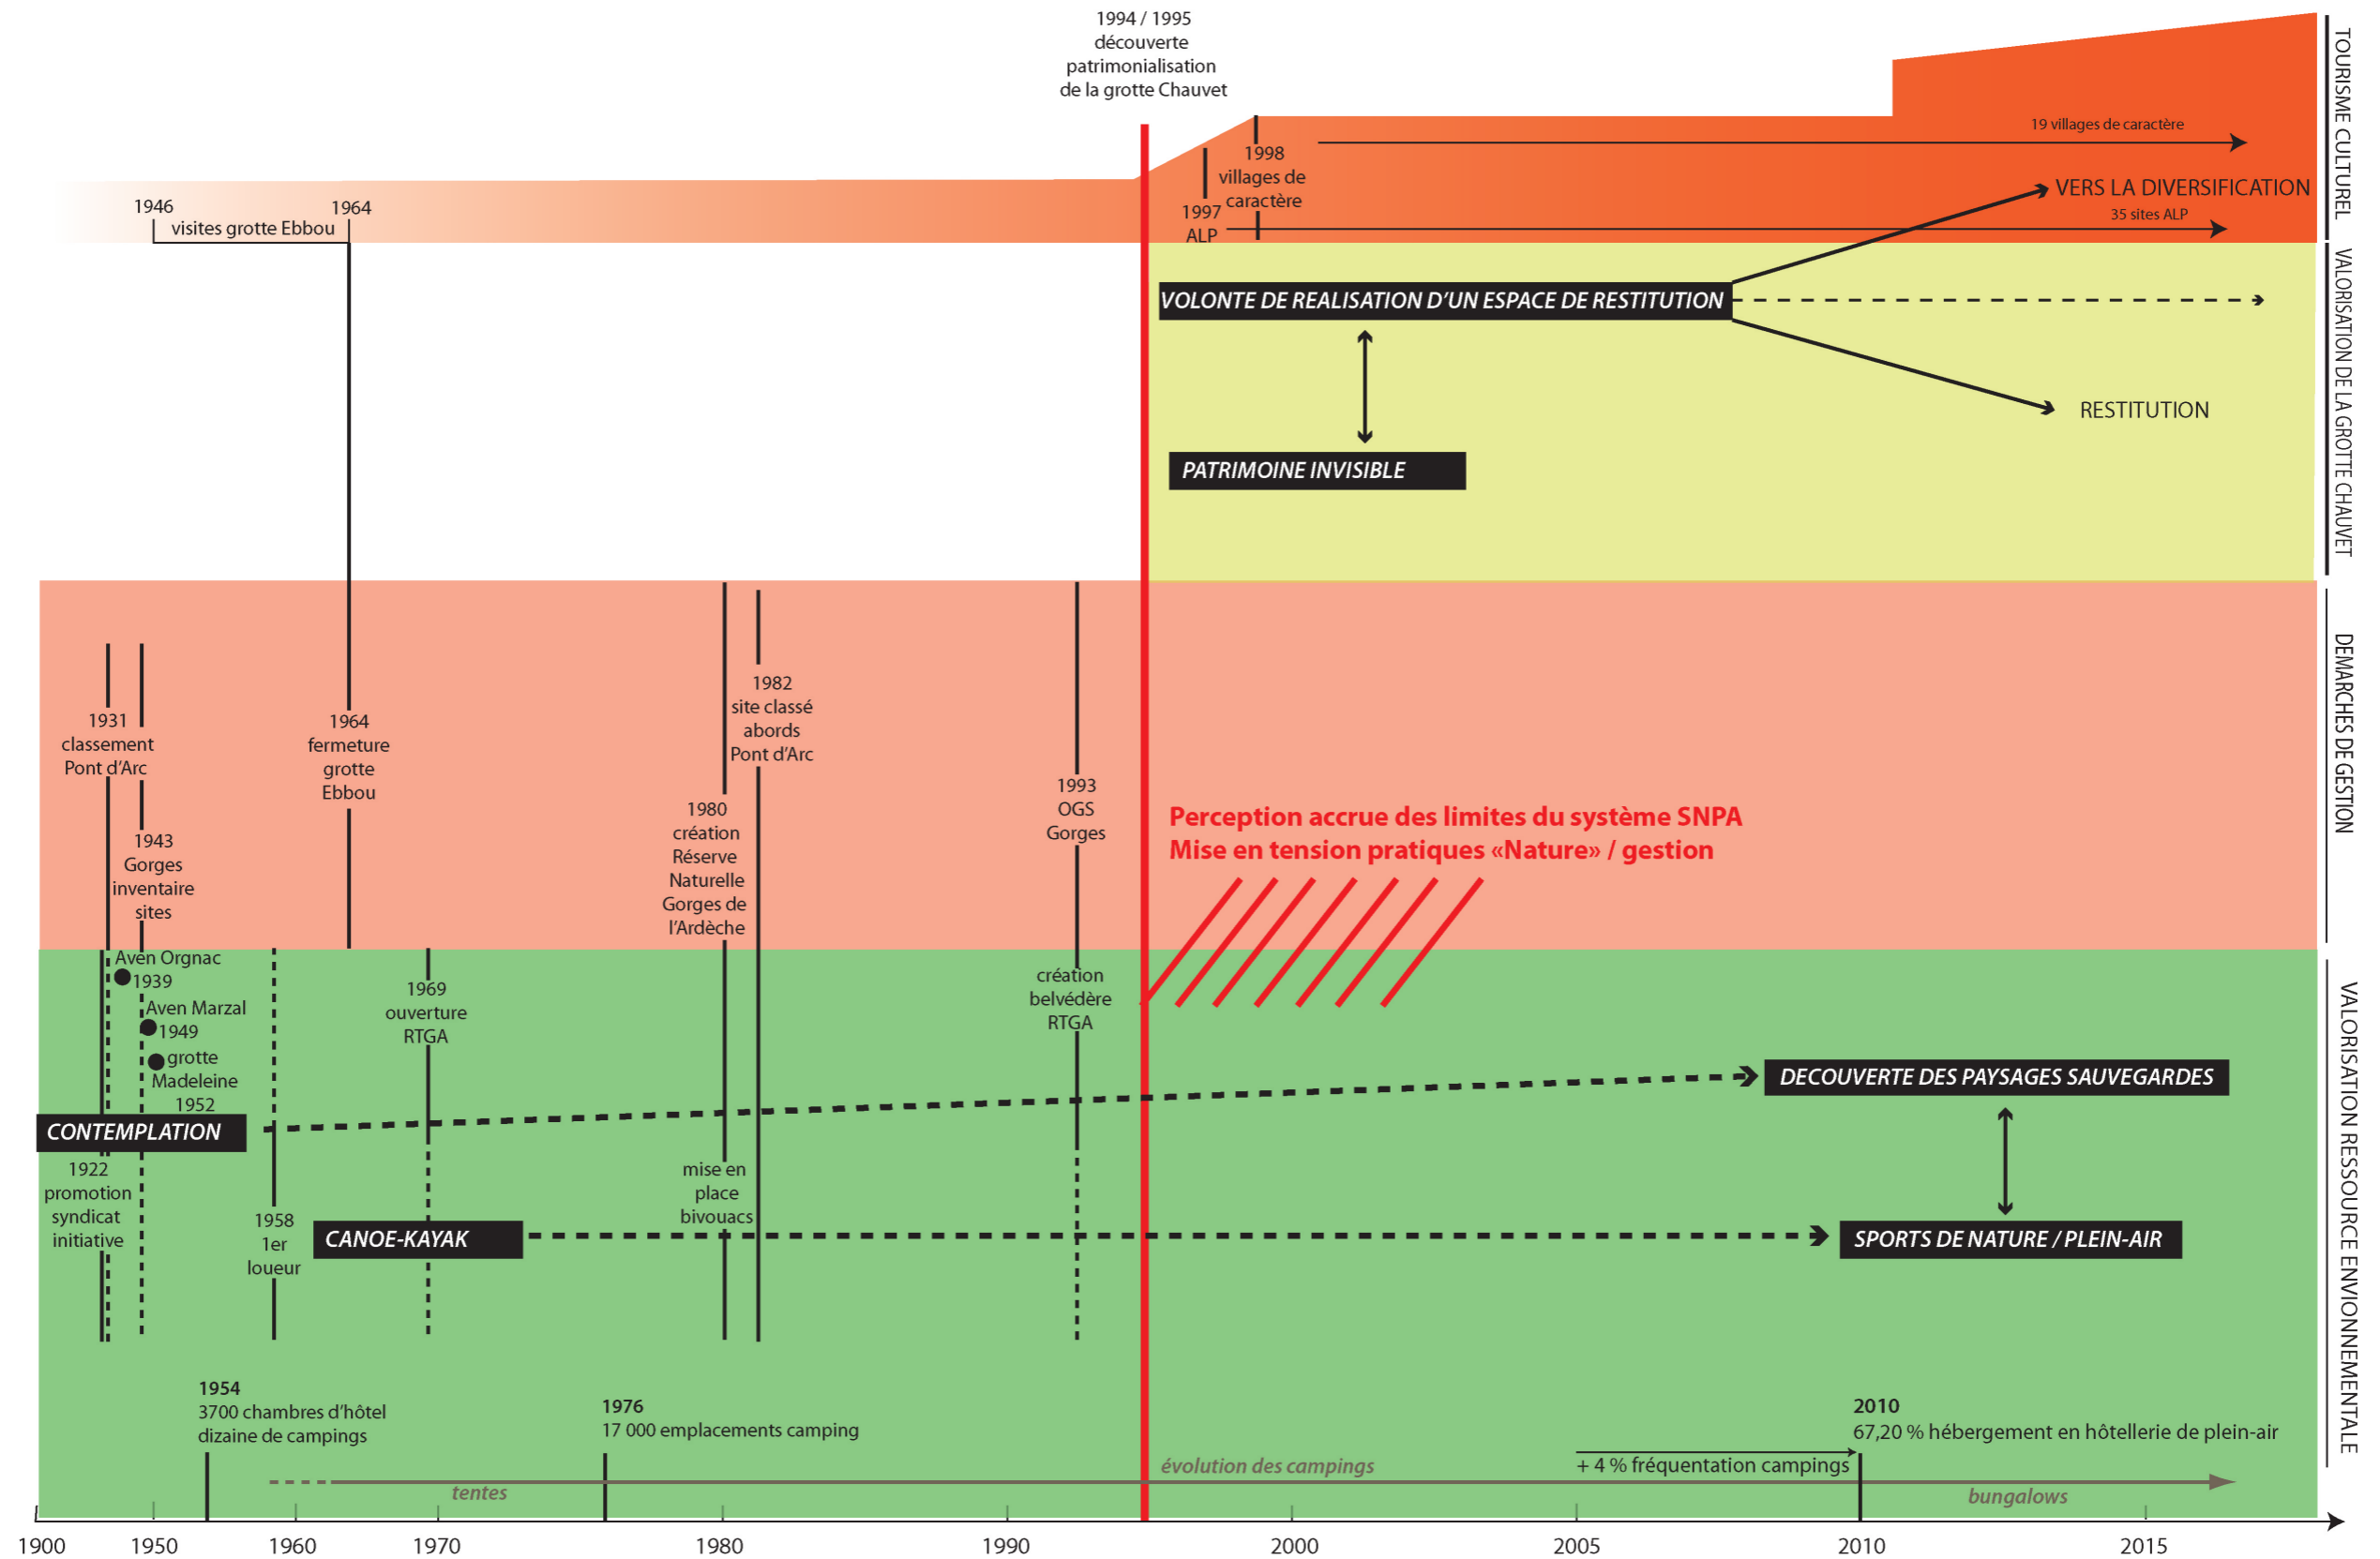 1994 / 1995
découverte
patrimonialisation
de la grotte Chauvet
TOURISME CULTUREL
19 villages de caractère
1998
villages de
caractère
1997
ALP
VERS LA DIVERSIFICATION
35 sites ALP
1946
1964
visites grotte Ebbou
VALORISATION DE LA GROTTE CHAUVET
VOLONTE DE REALISATION D’UN ESPACE DE RESTITUTION
RESTITUTION
PATRIMOINE INVISIBLE
DEMARCHES DE GESTION
1931
classement
Pont d’Arc
1943
Gorges
inventaire
sites
1964
fermeture
grotte
Ebbou
1982
site classé
abords
Pont d’Arc
1980
création
Réserve
Naturelle
Gorges de
l’Ardèche
1993
OGS
Gorges
Perception accrue des limites du système SNPA
Mise en tension pratiques «Nature» / gestion
VALORISATION RESSOURCE ENVIONNEMENTALE
Aven Orgnac
1939
Aven Marzal
1949
grotte
Madeleine
1952
1969
ouverture
RTGA
création
belvédère
RTGA
CONTEMPLATION
DECOUVERTE DES PAYSAGES SAUVEGARDES
1922
promotion
syndicat
initiative
1958
1er
loueur
CANOE-KAYAK
mise en
place
bivouacs
SPORTS DE NATURE / PLEIN-AIR
1954
3700 chambres d’hôtel
dizaine de campings
1976
17 000 emplacements camping
2010
67,20 % hébergement en hôtellerie de plein-air
évolution des campings
+ 4 % fréquentation campings
tentes
bungalows
1900
1950
1960
1970
1980
1990
2000
2005
2010
2015